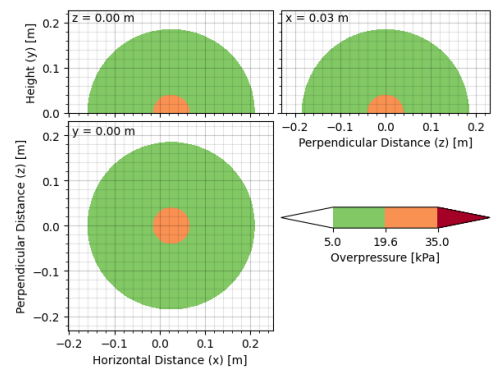 z = 0.00 m
0.2
0.1
0.0
Height (y) [m]
x = 0.03 m
−0.2 −0.1 0.0 0.1 0.2
Perpendicular Distance (z) [m]
y = 0.00 m
0.2
0.1
0.0
−0.1
−0.2
Perpendicular Distance (z) [m]
−0.2 −0.1 0.0 0.1 0.2
Horizontal Distance (x) [m]
5.0 19.6 35.0
Overpressure [kPa]